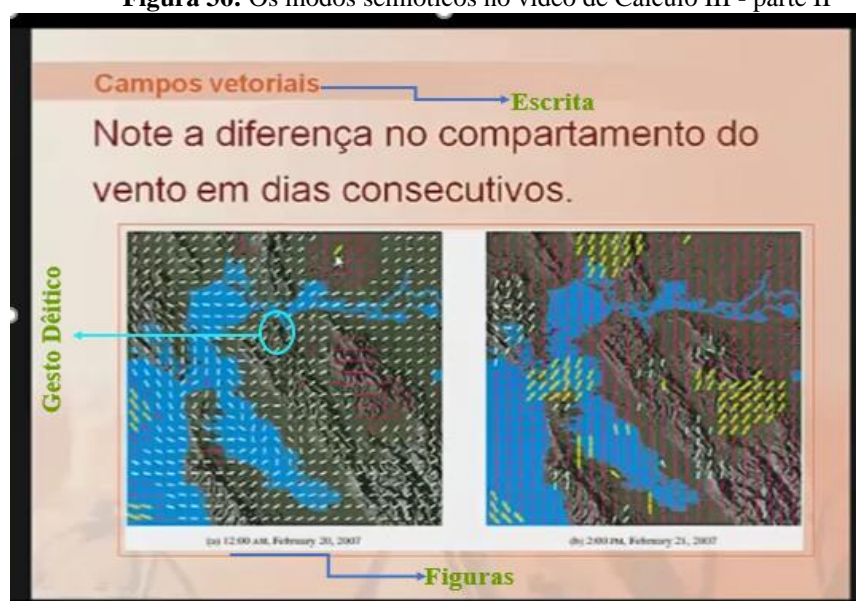 Figura 30: Os modos semióticos no vídeo de Cálculo III - parte II
Campos vetoriais
Escrita
Note a diferença no compartamento do
vento em dias consecutivos.
Gesto Dêitico
(a) 12:00 AM, February 20, 2007
(b) 2:00 PM, February 21, 2007
Figuras